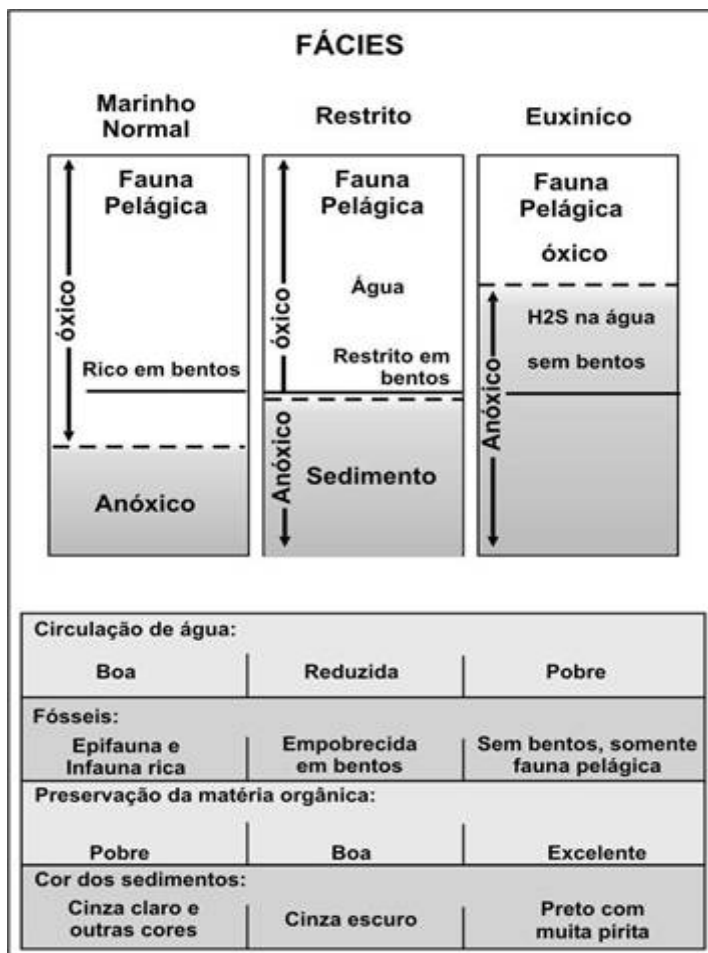 FÁCIES
Marinho
Normal
Restrito
Euxiníco
Fauna
Pelágica
óxico
Rico em bentos
Anóxico
Fauna
Pelágica
óxico
Água
Restrito em
bentos
Anóxico
Sedimento
Fauna
Pelágica
óxico
H2S na água
sem bentos
Anóxico
Circulação de água:
Boa
Reduzida
Pobre
Fósseis:
Epifauna e
Infauna rica
Empobrecida
em bentos
Sem bentos, somente
fauna pelágica
Preservação da matéria orgânica:
Pobre
Boa
Excelente
Cor dos sedimentos:
Cinza claro e
outras cores
Cinza escuro
Preto com
muita pirita